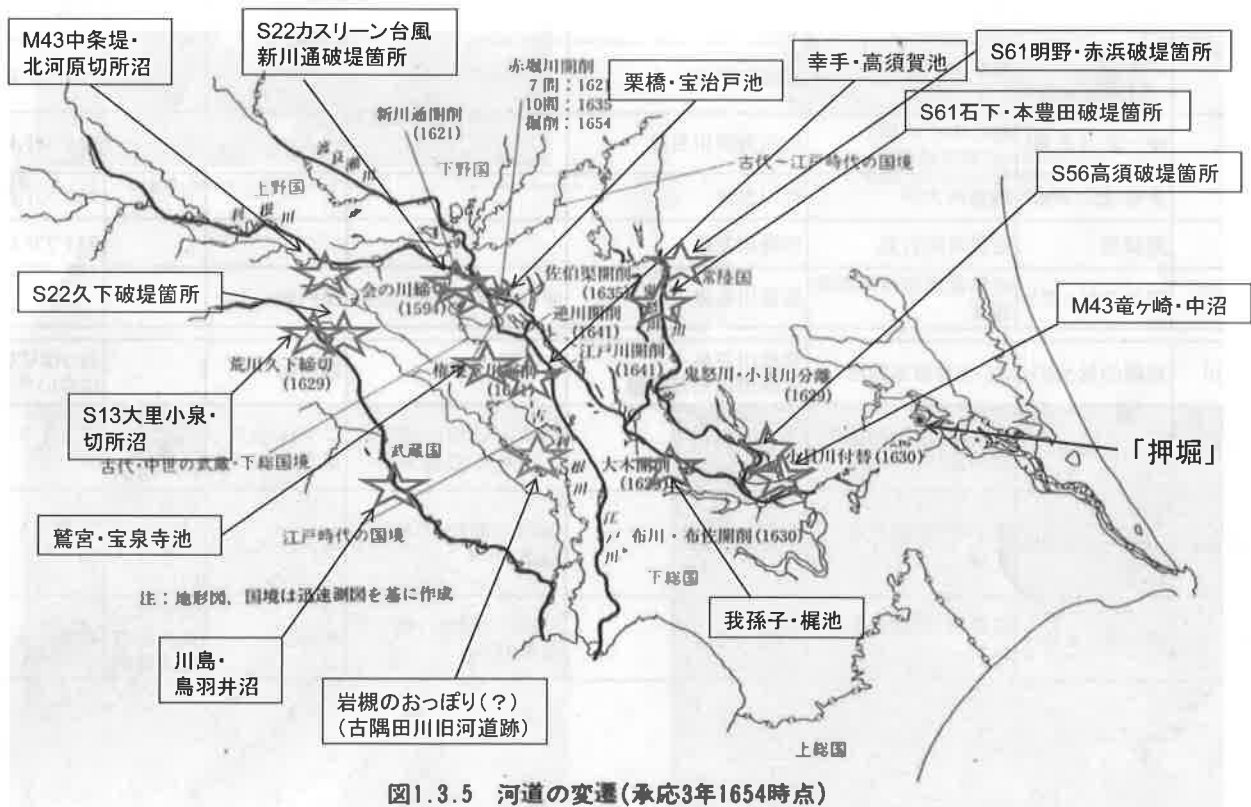 M43中条堤・
北河原切所沼
S22カスリーン台風
新川通破堤箇所
赤堀川開削
7間：1621
10間：1635
掘削：1654
栗橋・宝治戸池
幸手・高須賀池
S61明野・赤浜破堤箇所
S61石下・本豊田破堤箇所
S56高須破堤箇所
新川通開削
(1621)
下野国
上野国
古代～江戸時代の国境
常陸国
佐伯渠開削
(1635)
会の川締切
(1594)
逆川開削
(1641)
江戸川開削
(1641)
S22久下破堤箇所
荒川久下締切
(1629)
鬼怒川・小貝川分離
(1629)
M43竜ヶ崎・中沼
S13大里小泉・
切所沼
古代・中世の武蔵・下総国境
武蔵国
大木開削
(1630)
「押堀」
鷲宮・宝泉寺池
江戸時代の国境
江戸川
布川・布佐開削(1630)
下総国
注：地形図、国境は迅速測図を基に作成
我孫子・梶池
川島・
鳥羽井沼
岩槻のおっぽり(？)
(古隅田川旧河道跡)
上総国
図1.3.5 河道の変遷(承応3年1654時点)